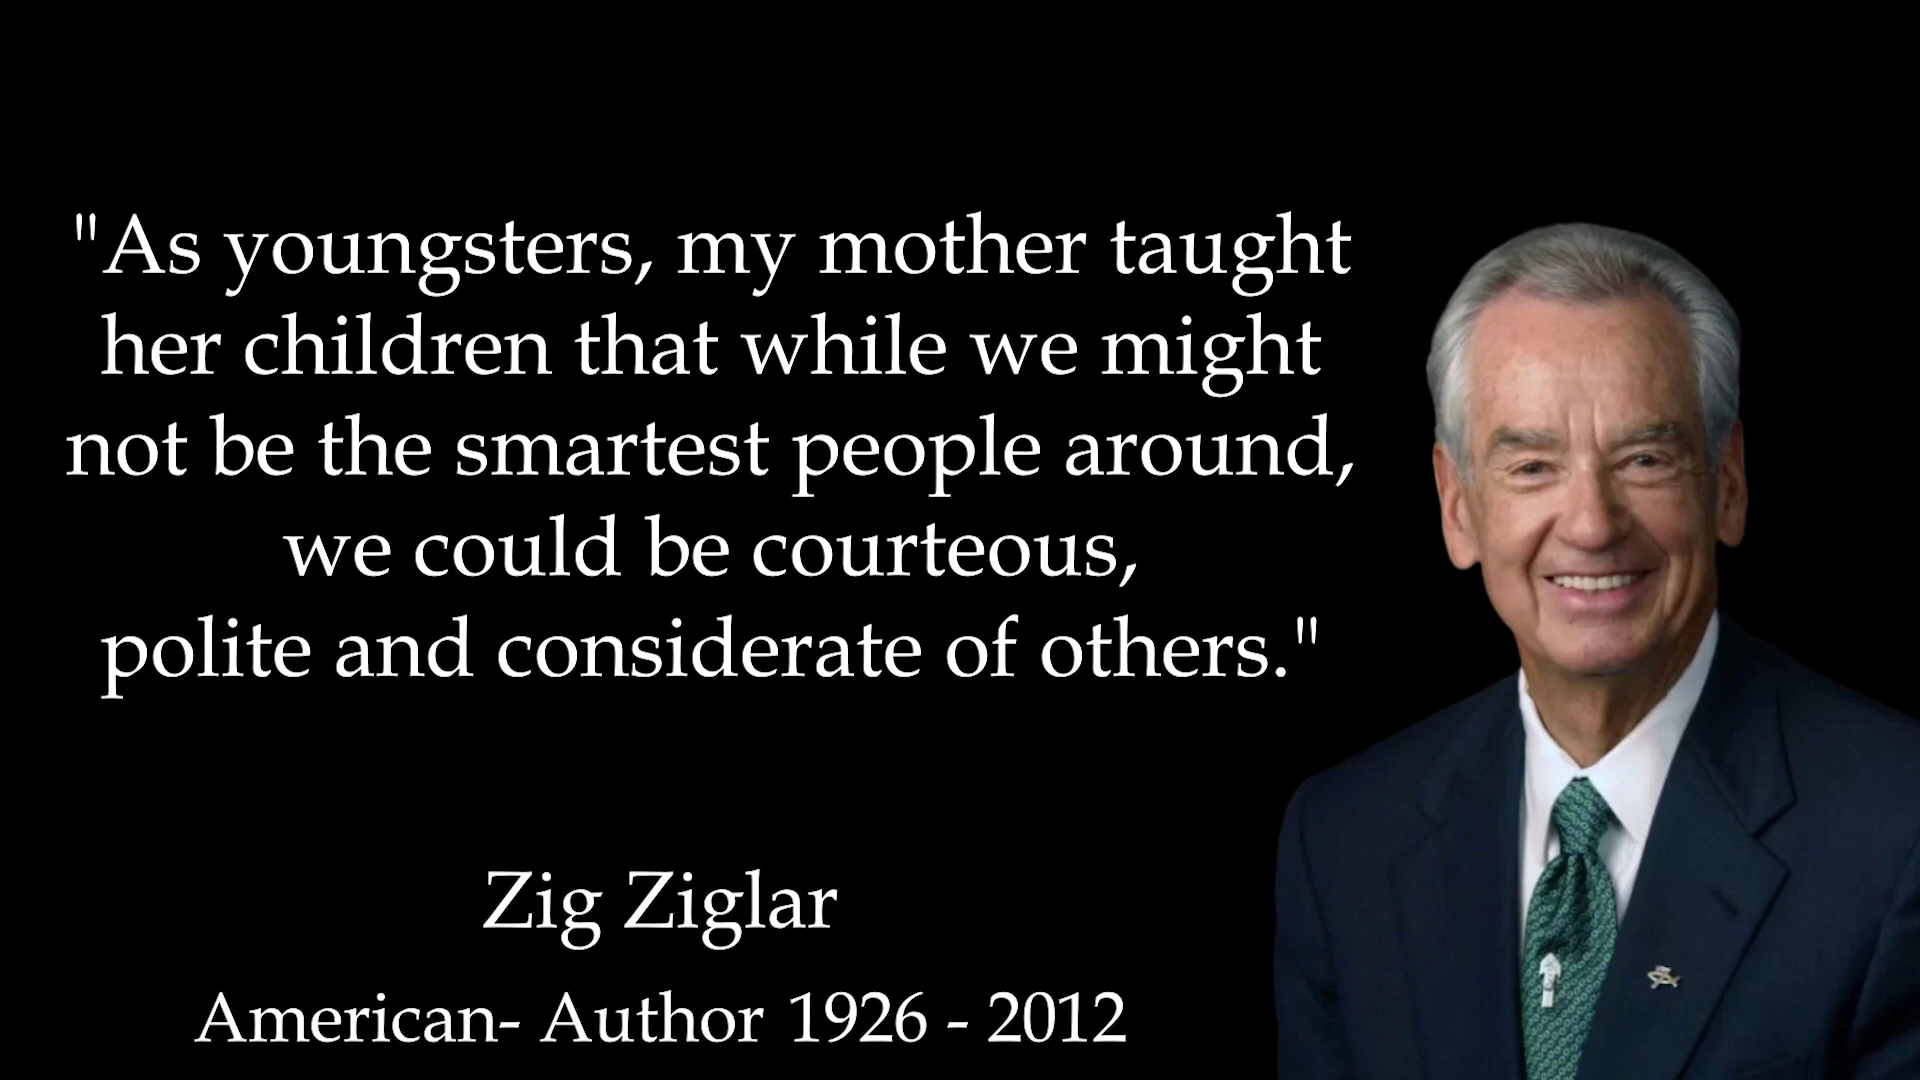 "As youngsters, my mother taught
her children that while we might
not be the smartest people around,
we could be courteous,
polite and considerate of others."
Zig Ziglar
American- Author 1926 - 2012